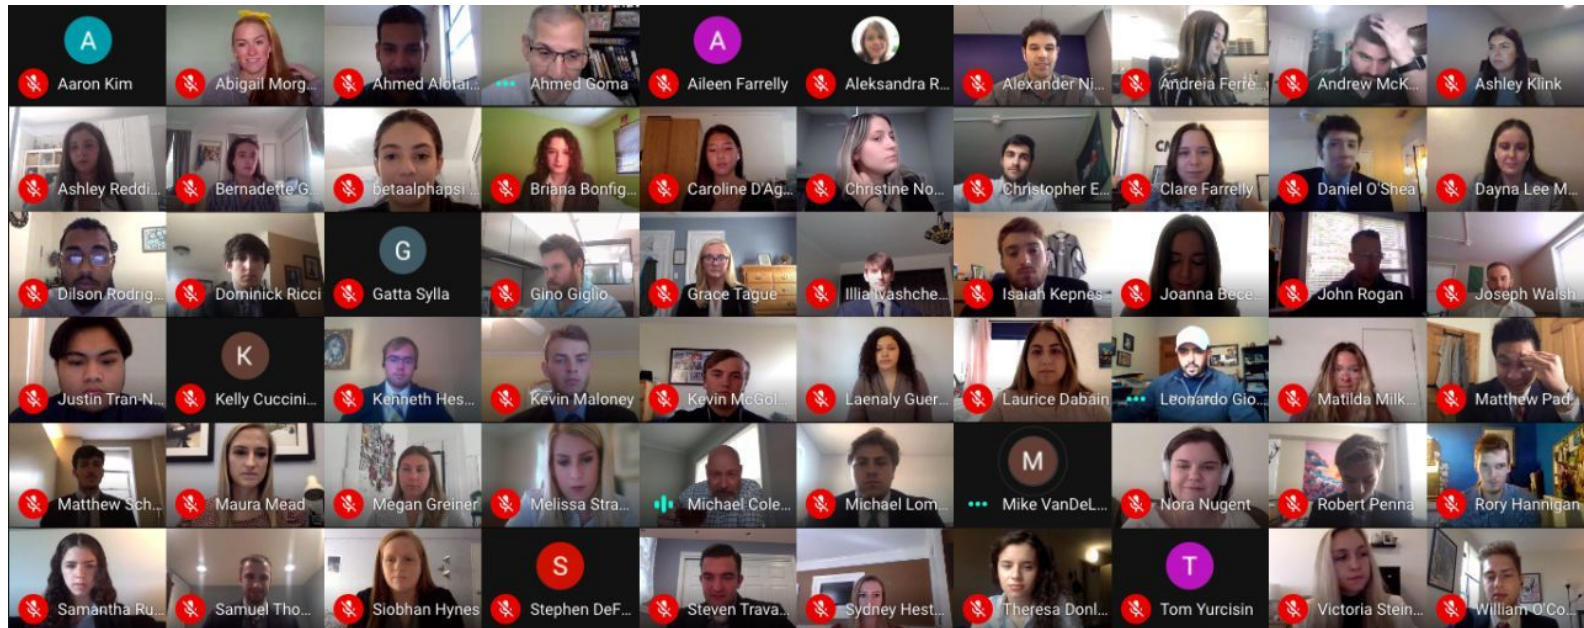 A
Aaron Kim
Abigail Morg...
Ahmed Alotai...
Ahmed Goma
A
Aileen Farrelly
Aleksandra R...
Alexander Ni...
Andreia Ferre...
Andrew McK...
Ashley Klink
Ashley Reddi...
Bernadette G...
betaalphapsi ...
Briana Bonfig...
Caroline D'Ag...
Christine No...
Christopher E...
CM
Clare Farrelly
Daniel O'Shea
Dayna Lee M...
Dilson Rodrig...
Dominick Ricci
G
Gatta Sylla
Gino Giglio
Grace Tague
Illia Ivashche...
Isaiah Kepnes
Joanna Bece...
John Rogan
Joseph Walsh
Justin Tran-N...
K
Kelly Cuccini...
Kenneth Hes...
Kevin Maloney
Kevin McGol...
Laenaly Guer...
Laurice Dabain
Leonardo Gio...
Matilda Milk...
Matthew Pad...
Matthew Sch...
Maura Mead
Megan Greiner
Melissa Stra...
Michael Cole...
Michael Lom...
M
Mike VanDeL...
Nora Nugent
Robert Penna
Rory Hannigan
Samantha Ru...
Samuel Tho...
Siobhan Hynes
S
Stephen DeF...
Steven Trava...
Sydney Hest...
Theresa Donl...
T
Tom Yurcisin
Victoria Stein...
William O'Co...